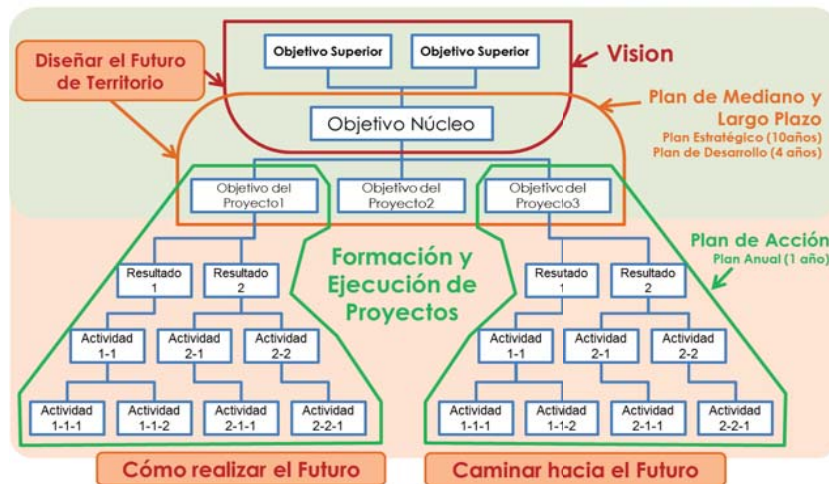 Objetivo Superior
Objetivo Superior
Diseñar el Futuro
de Territorio
Vision
Objetivo Núcleo
Plan de Mediano y
Largo Plazo
Plan Estratégico (10años)
Plan de Desarrollo (4 años)
Objetivo del
Proyecto1
Objetivo del
Proyecto2
Objetivo del
Proyecto3
Formación y
Ejecución de
Proyectos
Plan de Acción
Plan Anual (1 año)
Resultado
1
Resultado
2
Resutado
1
Resultado
2
Actividad
1-1
Actividad
2-1
Actividad
2-2
Actividad
1-1
Actividad
2-1
Actividad
2-2
Actividad
1-1-1
Actividad
1-1-2
Actividad
2-1-1
Actividad
2-2-1
Actividad
1-1-1
Actividad
1-1-2
Actividad
2-1-1
Actividad
2-2-1
Cómo realizar el Futuro
Caminar hacia el Futuro